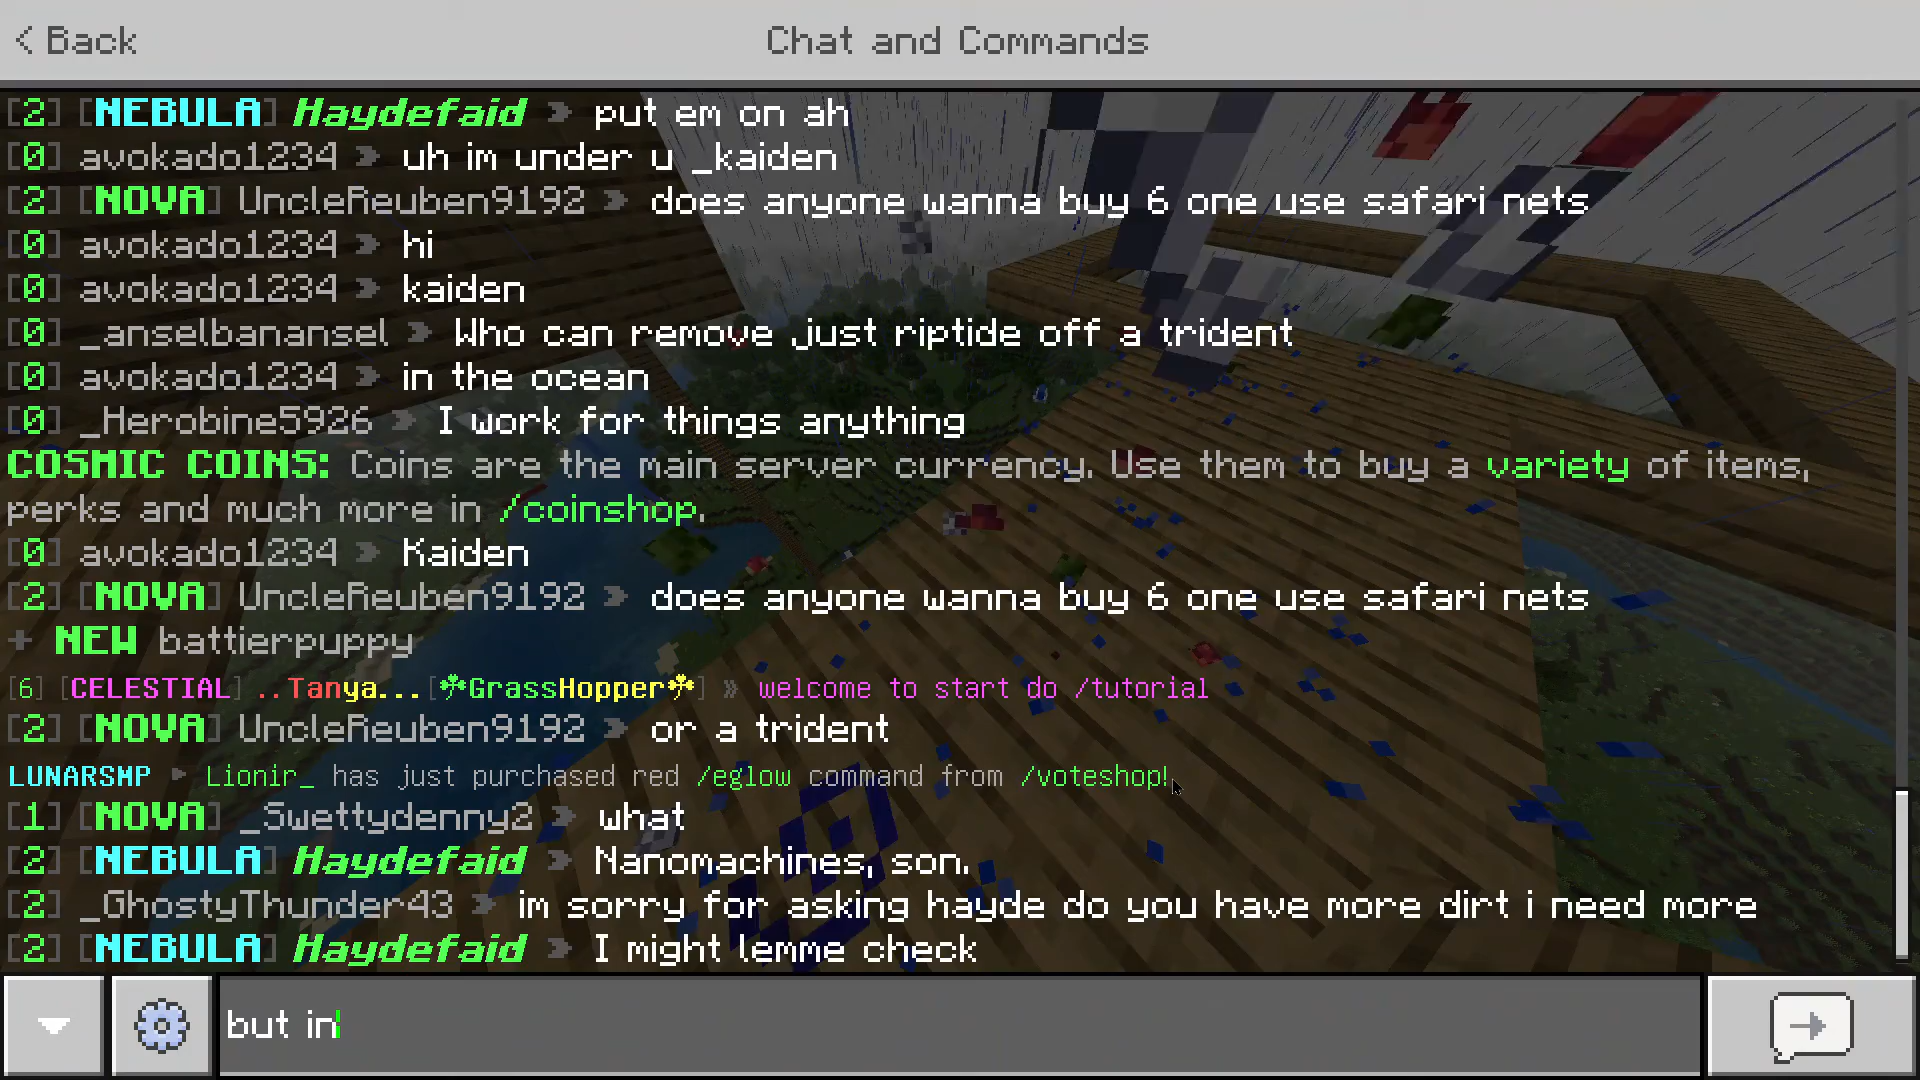 < Back
Chat and Commands
[2] [NEBULA] Haydefaid » put em on ah
[0] avokado1234 » uh im under u _kaiden
[2] [NOVA] UncleReuben9192 » does anyone wanna buy 6 one use safari nets
[0] avokado1234 » hi
[0] avokado1234 » kaiden
[0] _anselbanansel » Who can remove just riptide off a trident
[0] avokado1234 » in the ocean
[0] _Herobine5926 » I work for things anything
COSMIC COINS: Coins are the main server currency. Use them to buy a variety of items,
perks and much more in /coinshop.
[0] avokado1234 » Kaiden
[2] [NOVA] UncleReuben9192 » does anyone wanna buy 6 one use safari nets
+ NEW battierpuppy
[6] [CELESTIAL] ..Tanya...[☘GrassHopper☘] » welcome to start do /tutorial
[2] [NOVA] UncleReuben9192 » or a trident
LUNARSMP ► Lionir_ has just purchased red /eglow command from /voteshop!
[1] [NOVA] _Swettydenny2 » what
[2] [NEBULA] Haydefaid » Nanomachines, son.
[2] _GhostyThunder43 » im sorry for asking hayde do you have more dirt i need more
[2] [NEBULA] Haydefaid » I might lemme check
but in